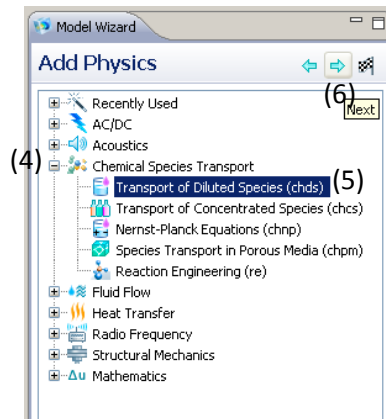 Model Wizard
Add Physics
(6)
Next
Recently Used
AC/DC
Acoustics
(4) Chemical Species Transport
Transport of Diluted Species (chds) (5)
Transport of Concentrated Species (chcs)
Nernst-Planck Equations (chnp)
Species Transport in Porous Media (chpm)
Reaction Engineering (re)
Fluid Flow
Heat Transfer
Radio Frequency
Structural Mechanics
Δu Mathematics